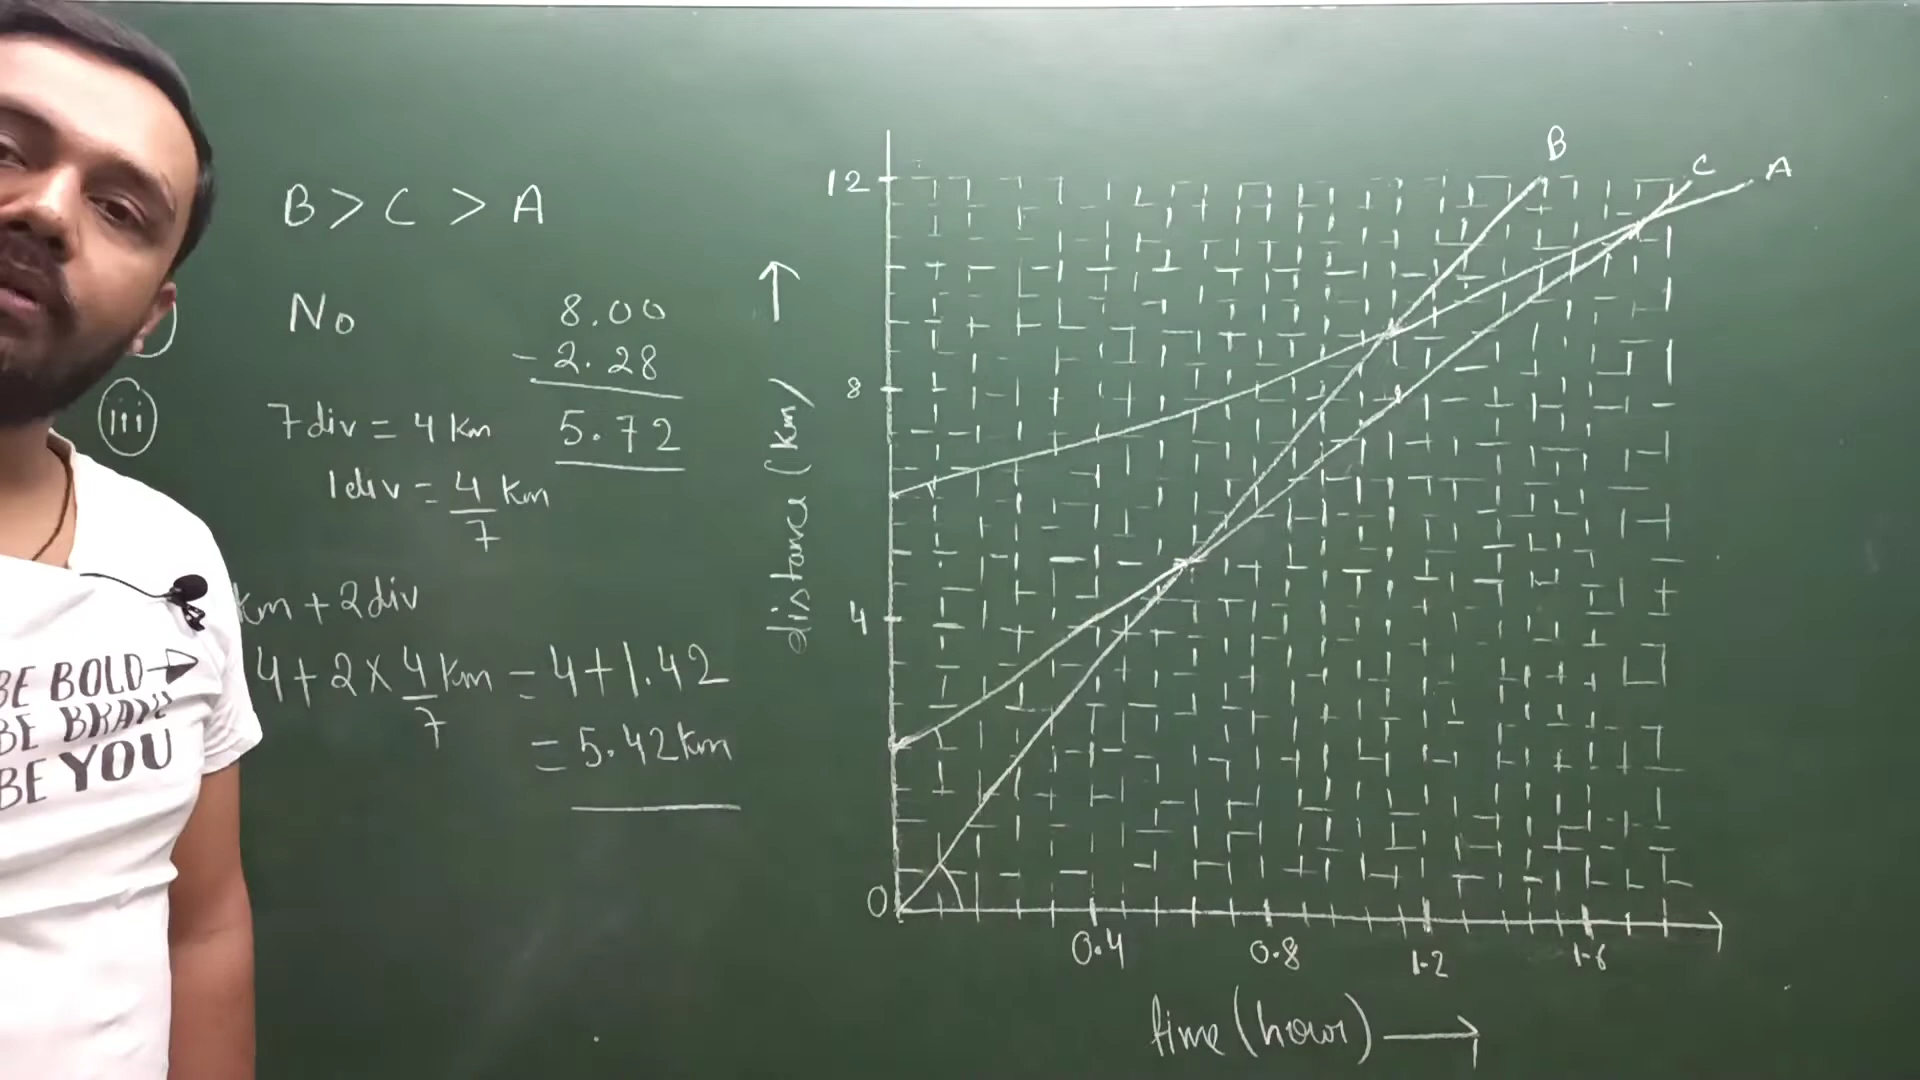 B > C > A
No
8.00
- 2.28
5.72
iii
7 div = 4 km
1 div = 4/7 km
km + 2 div
4 + 2 × 4/7 km = 4 + 1.42
= 5.42 km
BE BOLD
BE BRAVE
BE YOU
B
C
A
12
8
4
0
distance (km)
0.4
0.8
1.2
1.6
time (hour)